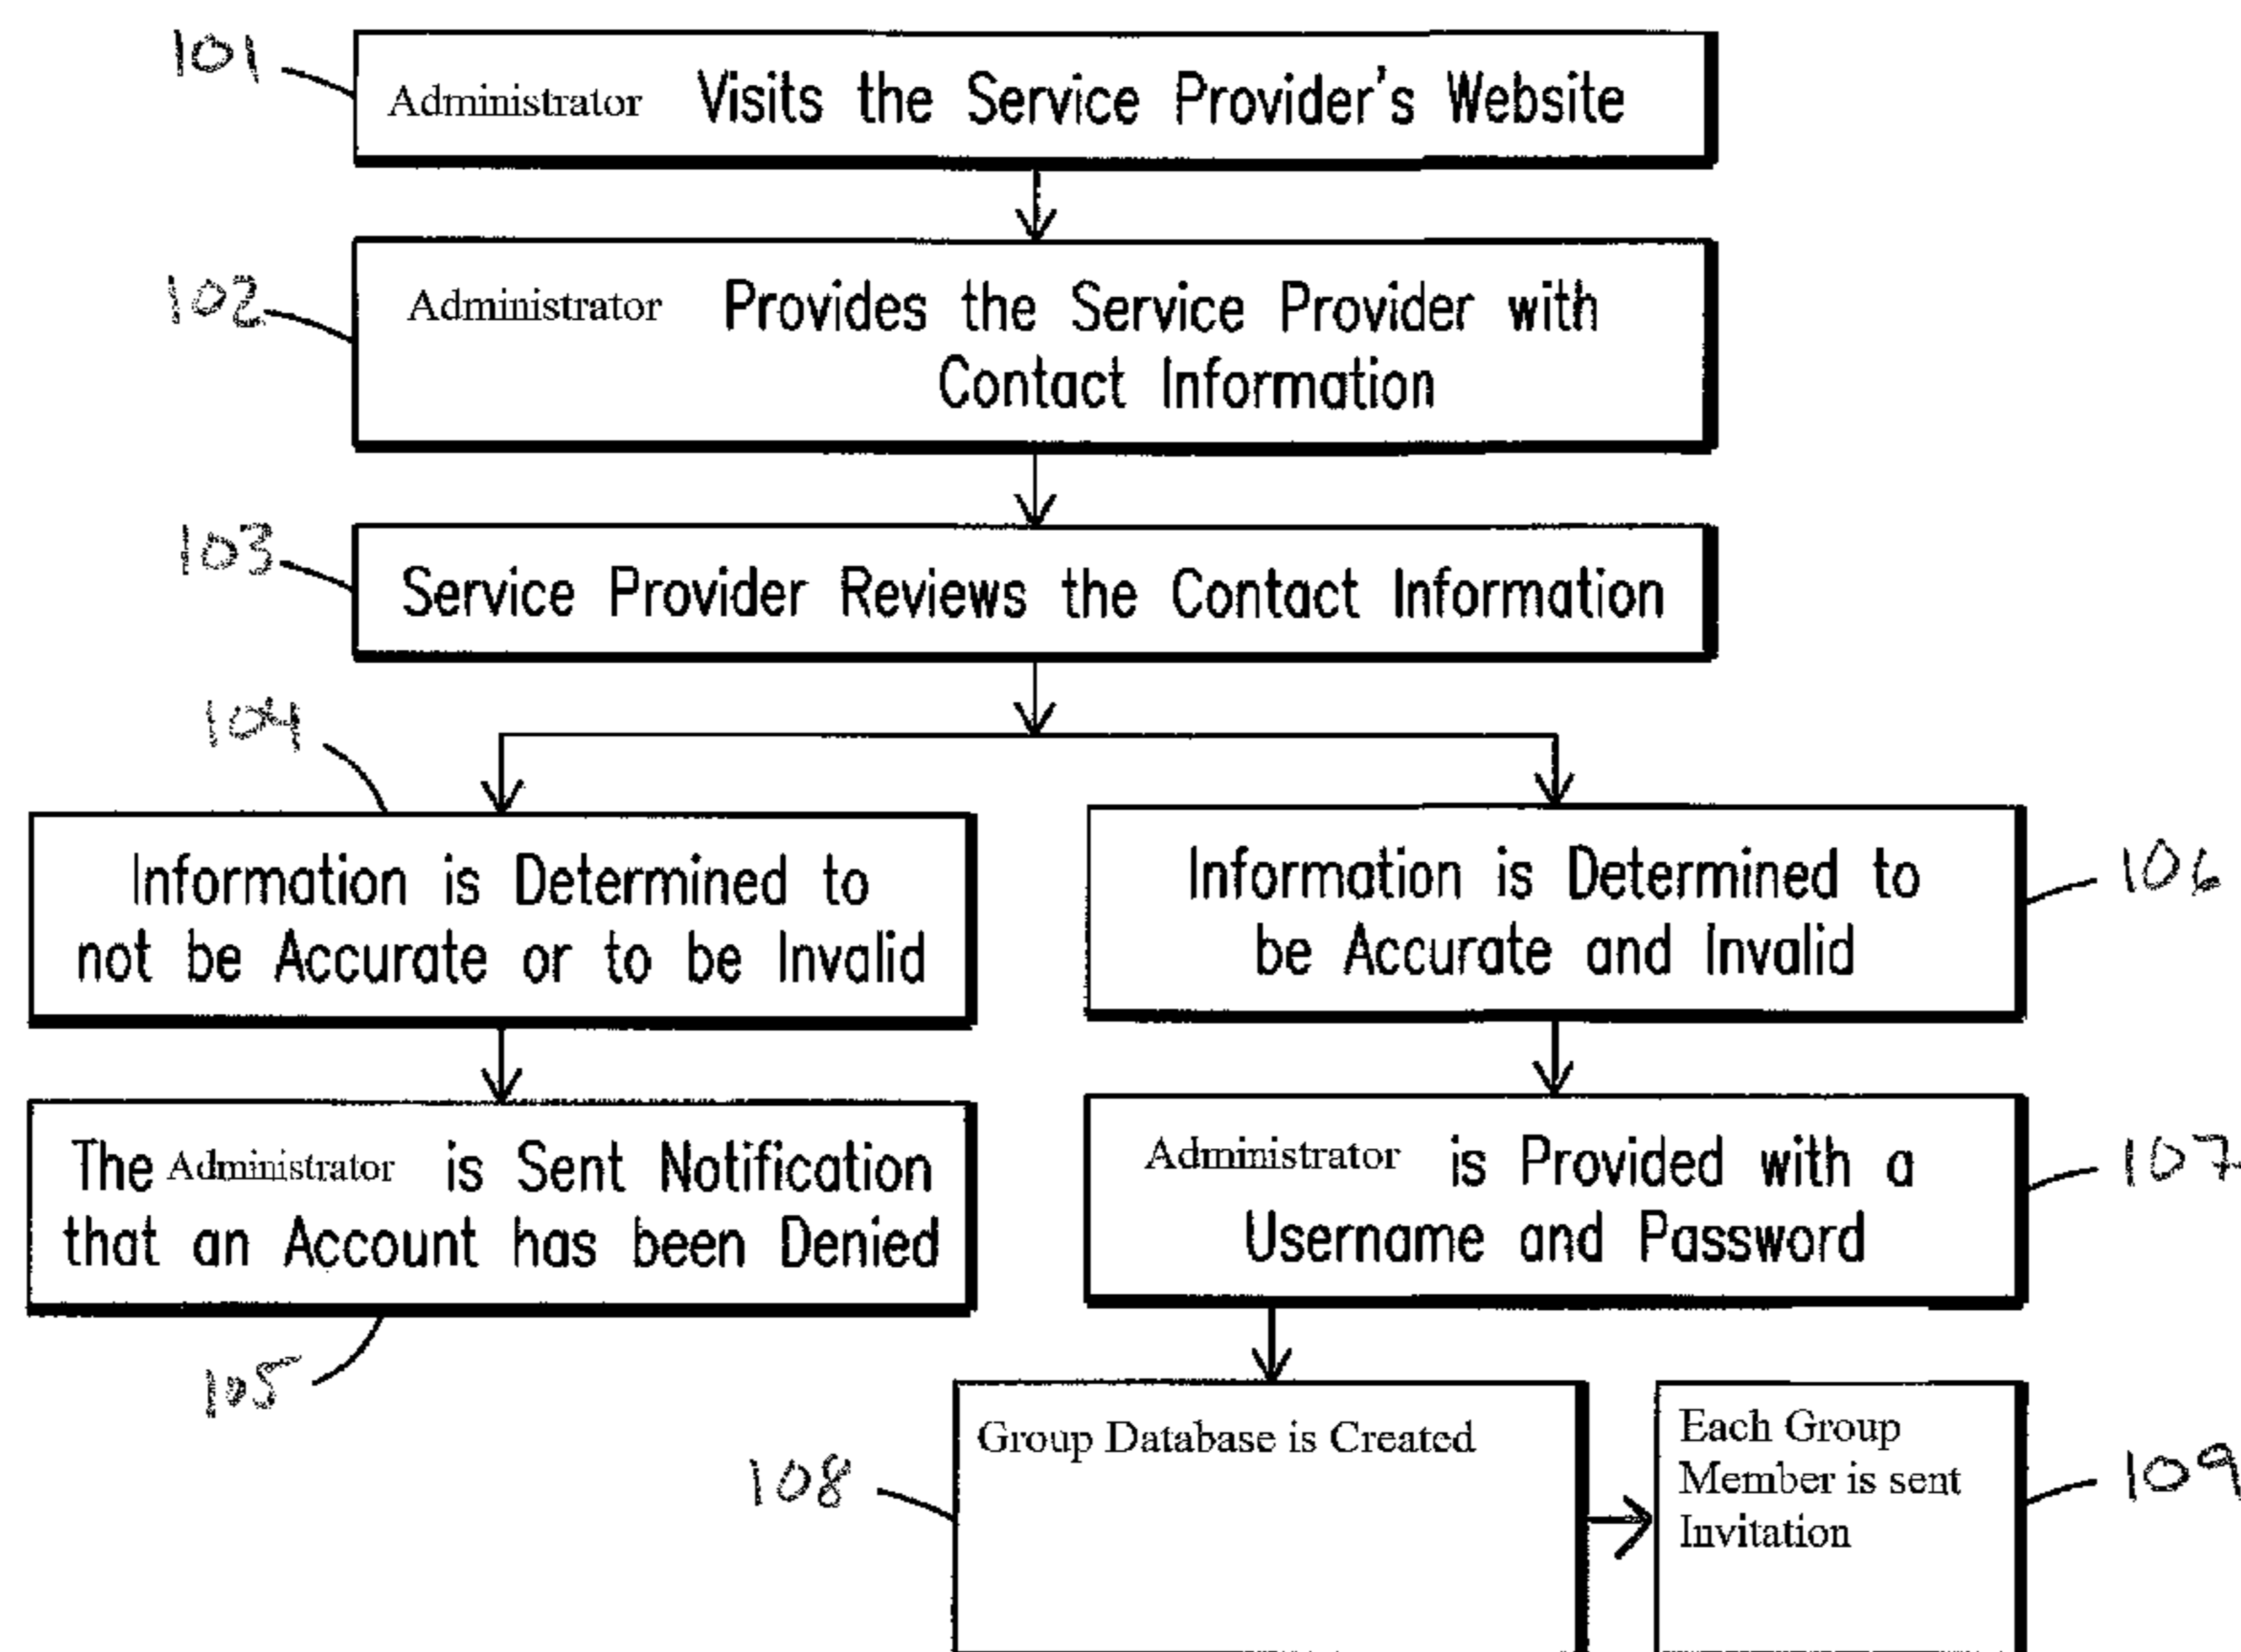 101
Administrator Visits the Service Provider's Website
102
Administrator Provides the Service Provider with
Contact Information
103
Service Provider Reviews the Contact Information
104
Information is Determined to
not be Accurate or to be Invalid
Information is Determined to
be Accurate and Invalid
106
The Administrator is Sent Notification
that an Account has been Denied
105
Administrator is Provided with a
Username and Password
107
108
Group Database is Created
Each Group
Member is sent
Invitation
109